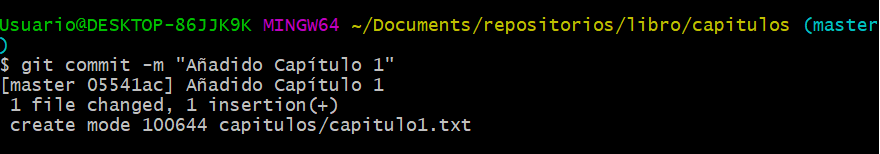 Usuario@DESKTOP-86JJK9K MINGW64 ~/Documents/repositorios/libro/capitulos (master
)
$ git commit -m "Añadido Capítulo 1"
[master 05541ac] Añadido Capítulo 1
 1 file changed, 1 insertion(+)
 create mode 100644 capitulos/capitulo1.txt